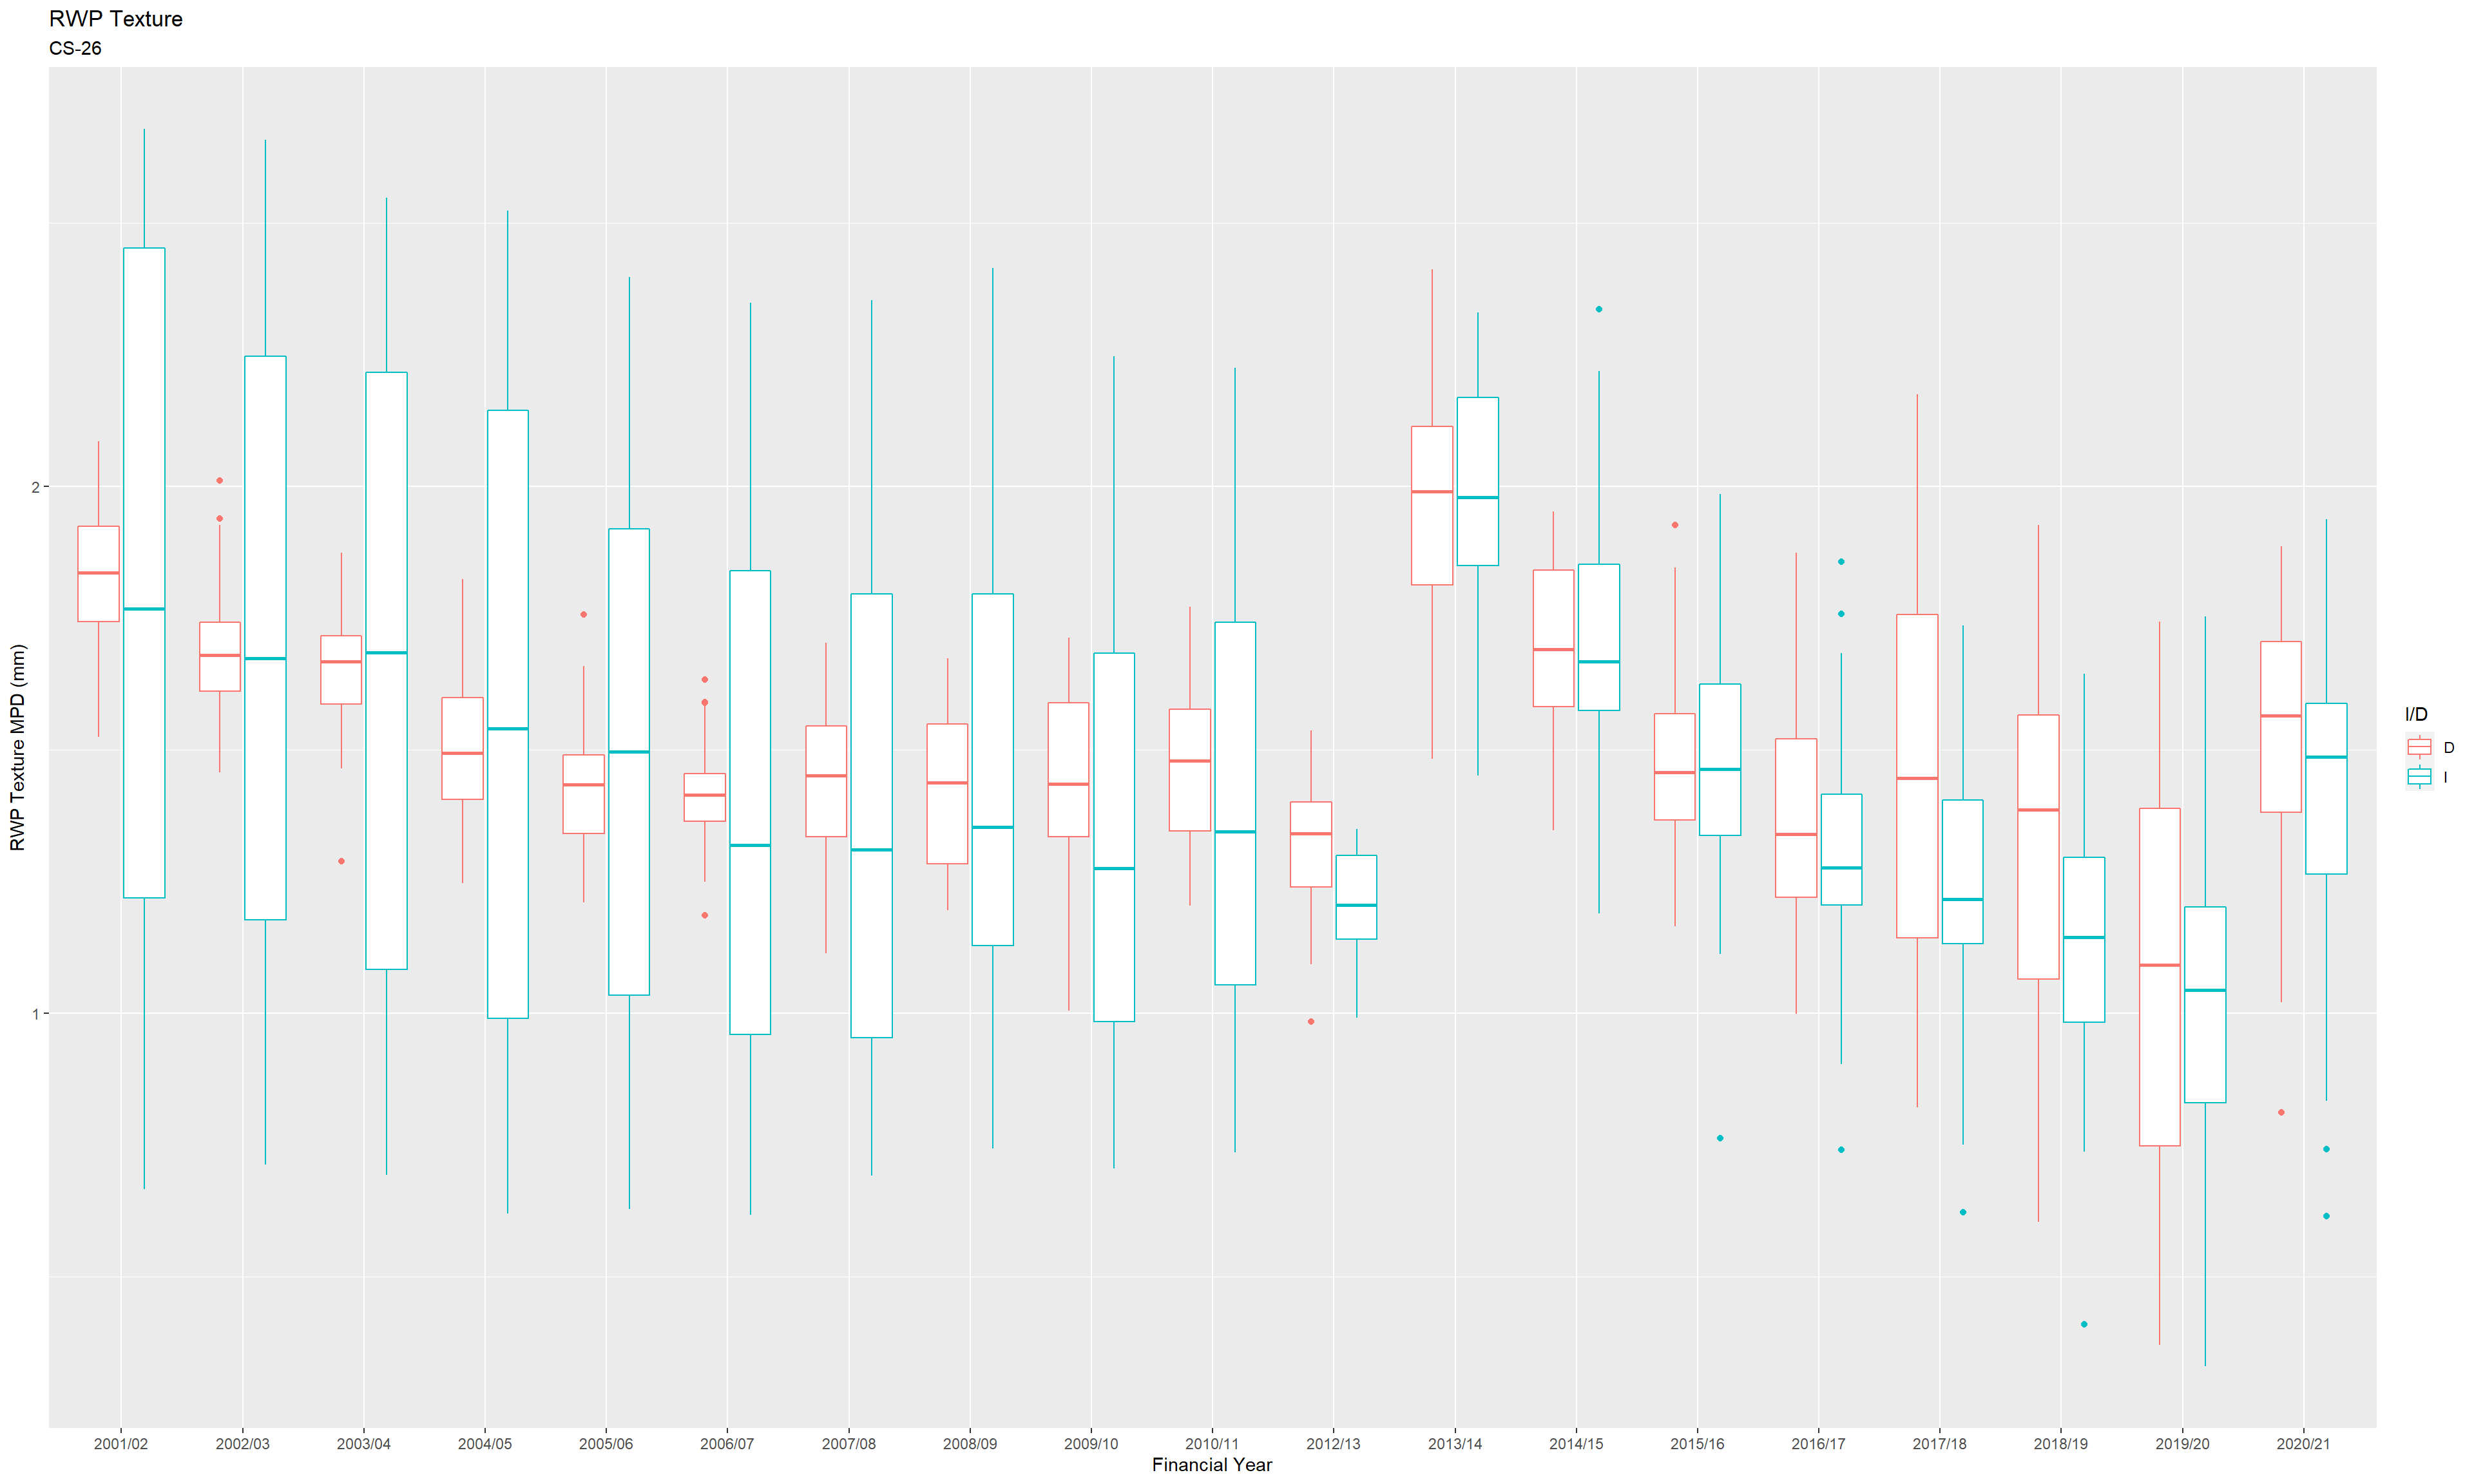 RWP Texture
CS-26
RWP Texture MPD (mm)
2
1
2001/02 2002/03 2003/04 2004/05 2005/06 2006/07 2007/08 2008/09 2009/10 2010/11 2012/13 2013/14 2014/15 2015/16 2016/17 2017/18 2018/19 2019/20 2020/21
Financial Year
I/D
D
I